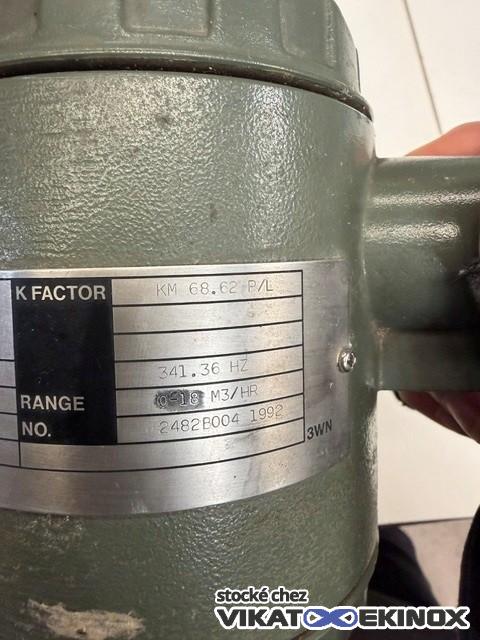 K FACTOR KM 68.62 P/L
341.36 HZ
RANGE 0-18 M3/HR
NO. 2482B004 1992
3WN
stocké chez
VIKAT EKINOX